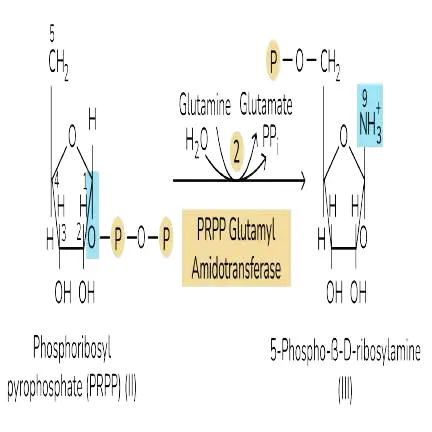 5
CH2
H
O
4
1
H
H
H
3
2
O-P-O-P
OH OH
Phosphoribosyl
pyrophosphate (PRPP) (II)
Glutamine Glutamate
H2O
2
PPi
PRPP Glutamyl
Amidotransferase
P-O-CH2
9
NH3+
O
H
H
H
O
OH OH
5-Phospho-ß-D-ribosylamine
(III)